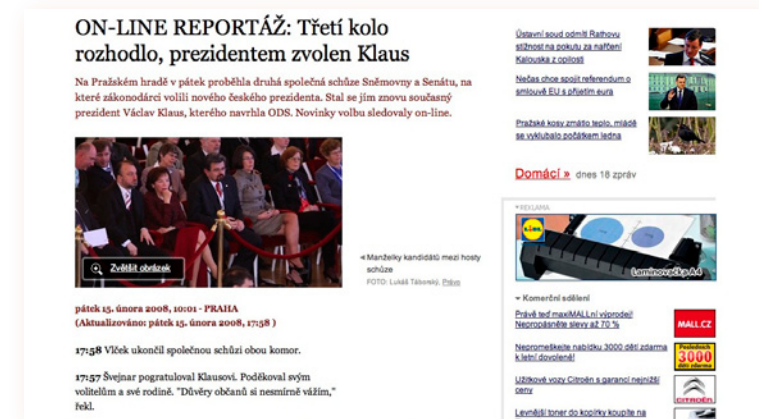 ON-LINE REPORTÁŽ: Třetí kolo
rozhodlo, prezidentem zvolen Klaus
Na Pražském hradě v pátek proběhla druhá společná schůze Sněmovny a Senátu, na
které zákonodárci volili nového českého prezidenta. Stal se jím znovu současný
prezident Václav Klaus, kterého navrhla ODS. Novinky volbu sledovaly on-line.
Zvětšit obrázek
Manželky kandidátů mezi hosty
schůze
FOTO: Lukáš Táborský, Právo
pátek 15. února 2008, 10:01 - PRAHA
(Aktualizováno: pátek 15. února 2008, 17:58 )
17:58 Vlček ukončil společnou schůzi obou komor.
17:57 Švejnar pogratuloval Klausovi. Poděkoval svým
volitelům a své rodině. "Důvěry občanů si nesmírně vážím,"
řekl.
Ústavní soud odmítl Rathovu
stížnost na pokutu za nařčení
Kalouska z opilosti
Nečas chce spojit referendum o
smlouvě EU s přijetím eura
Pražské kosy zmátlo teplo, mládě
se vyklubalo počátkem ledna
Domácí » dnes 18 zpráv
REKLAMA
LIDL
Laminovačka A4
Komerční sdělení
Právě teď maxiMALLní výprodej!
Nepropásněte slevy až 70 %
MALL.CZ
Nepromeškejte nabídku 3000 dětí zdarma
k letní dovolené!
Posledních
3000
dětí zdarma
Užitkové vozy Citroën s garancí nejnižší
ceny
CITROËN
Levnější toner do kopírky koupíte na